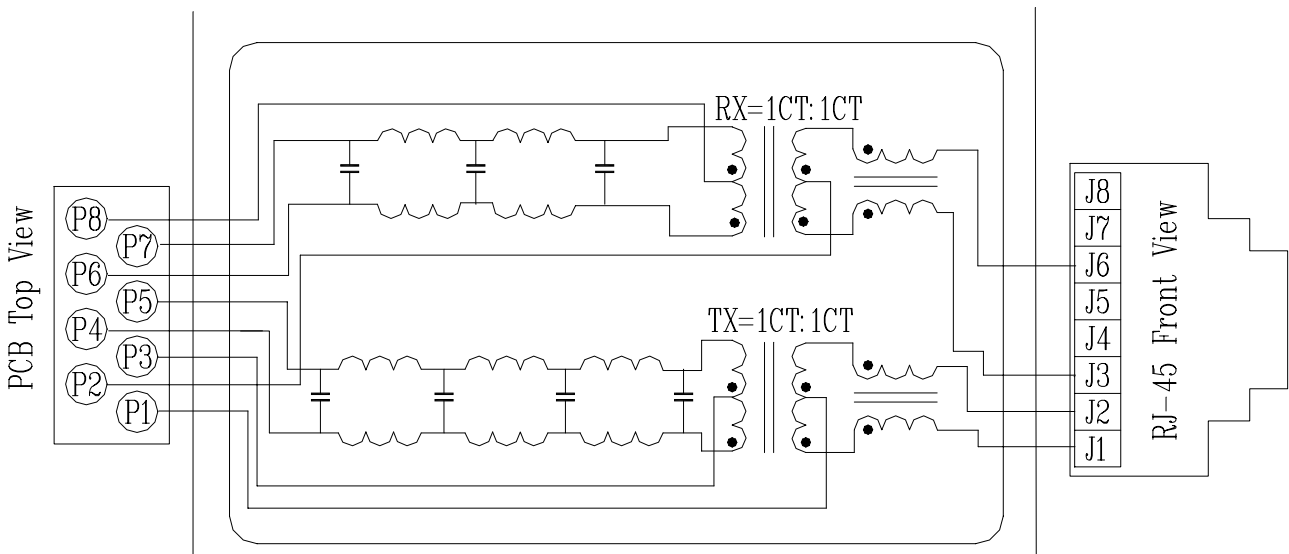 RX=1CT:1CT
PCB Top View
P8
P7
P6
P5
P4
P3
P2
P1
TX=1CT:1CT
J8
J7
J6
J5
J4
J3
J2
J1
RJ-45 Front View